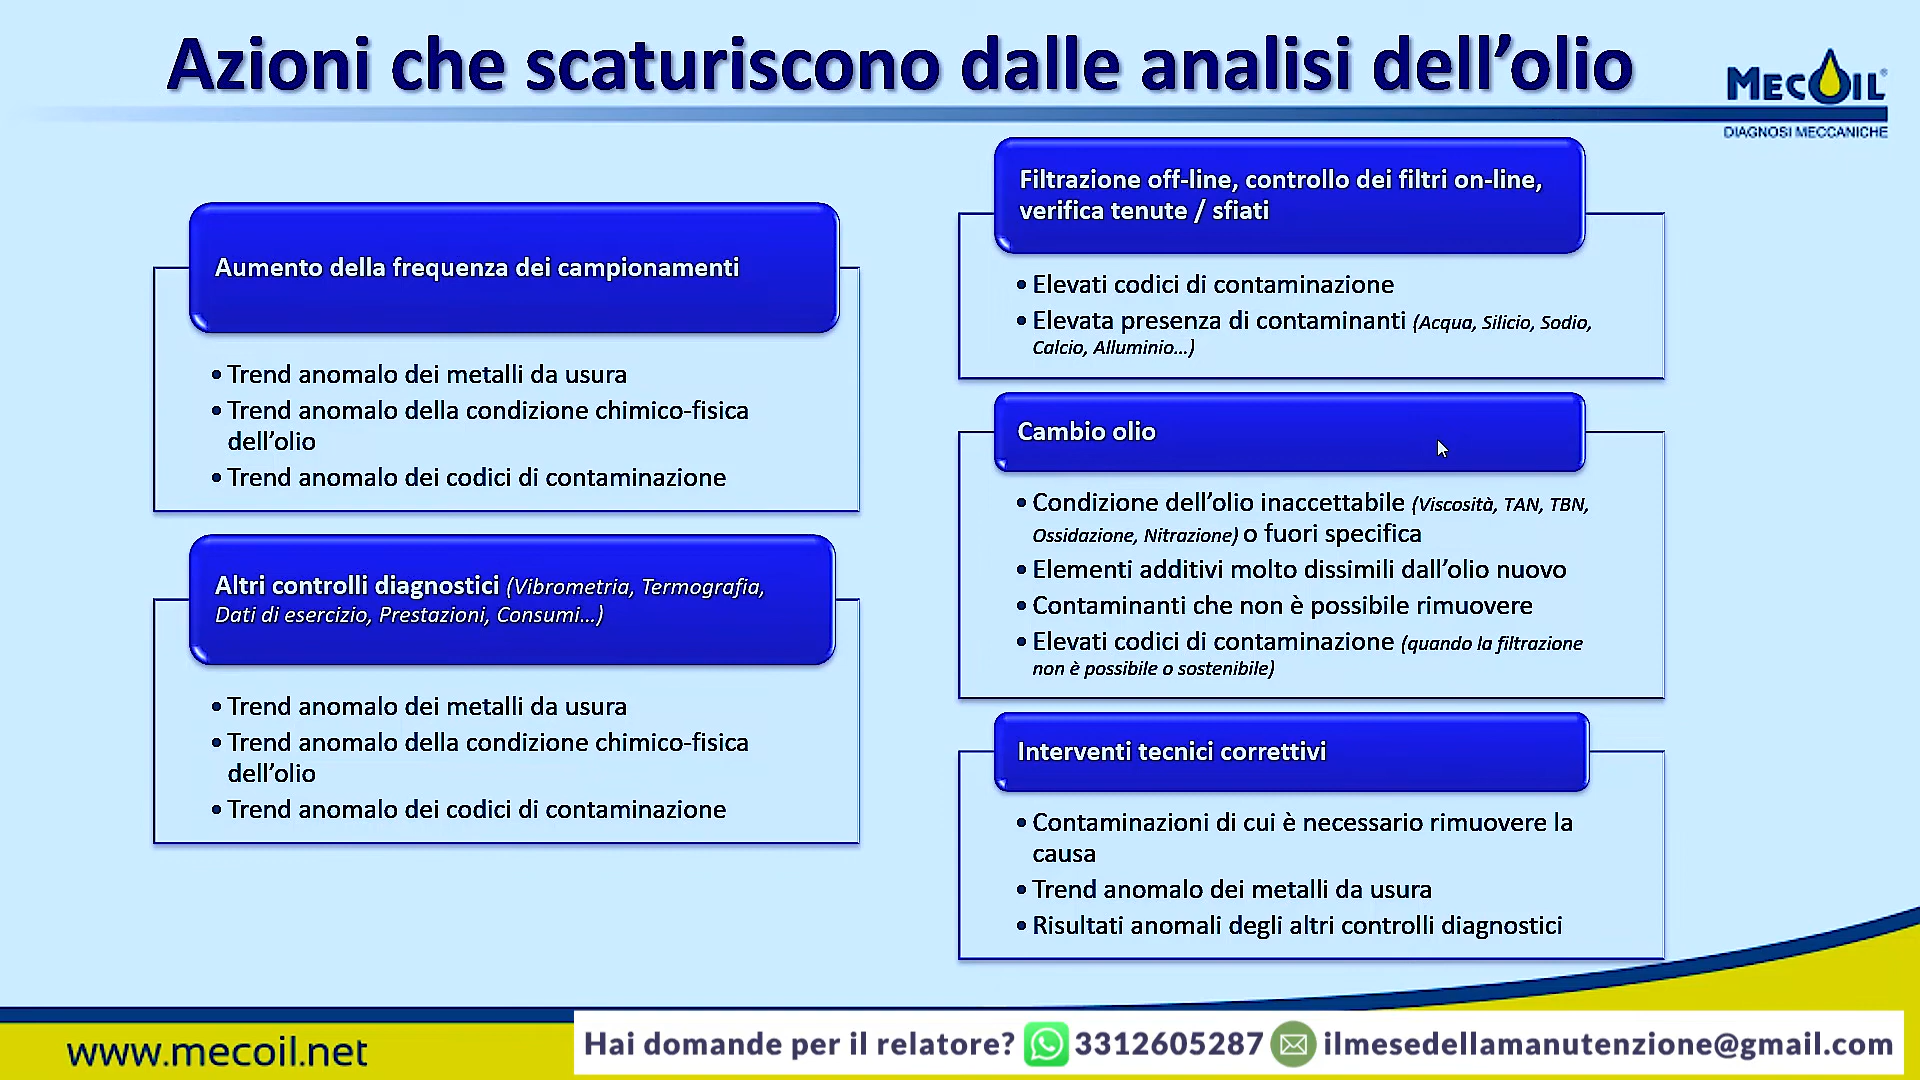 Azioni che scaturiscono dalle analisi dell’olio
MECOIL®
DIAGNOSI MECCANICHE
Aumento della frequenza dei campionamenti
• Trend anomalo dei metalli da usura
• Trend anomalo della condizione chimico-fisica
dell’olio
• Trend anomalo dei codici di contaminazione
Altri controlli diagnostici (Vibrometria, Termografia,
Dati di esercizio, Prestazioni, Consumi…)
• Trend anomalo dei metalli da usura
• Trend anomalo della condizione chimico-fisica
dell’olio
• Trend anomalo dei codici di contaminazione
Filtrazione off-line, controllo dei filtri on-line,
verifica tenute / sfiati
• Elevati codici di contaminazione
• Elevata presenza di contaminanti (Acqua, Silicio, Sodio,
Calcio, Alluminio…)
Cambio olio
• Condizione dell’olio inaccettabile (Viscosità, TAN, TBN,
Ossidazione, Nitrazione) o fuori specifica
• Elementi additivi molto dissimili dall’olio nuovo
• Contaminanti che non è possibile rimuovere
• Elevati codici di contaminazione (quando la filtrazione
non è possibile o sostenibile)
Interventi tecnici correttivi
• Contaminazioni di cui è necessario rimuovere la
causa
• Trend anomalo dei metalli da usura
• Risultati anomali degli altri controlli diagnostici
www.mecoil.net
Hai domande per il relatore? 3312605287 ilmesedellamanutenzione@gmail.com